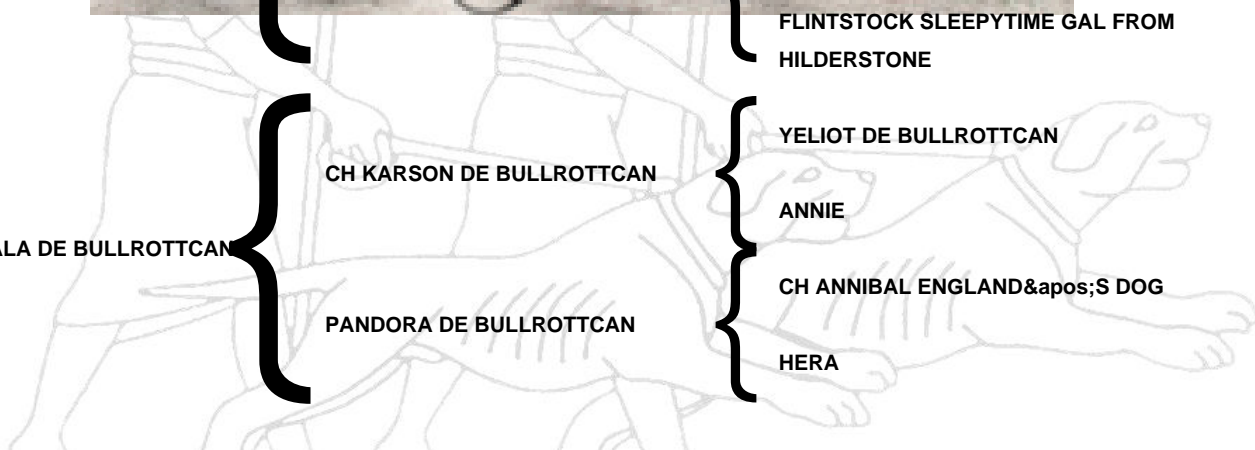 FLINTSTOCK SLEEPYTIME GAL FROM
HILDERSTONE
YELIOT DE BULLROTTCAN
CH KARSON DE BULLROTTCAN
ANNIE
ALA DE BULLROTTCAN
CH ANNIBAL ENGLAND&apos;S DOG
PANDORA DE BULLROTTCAN
HERA